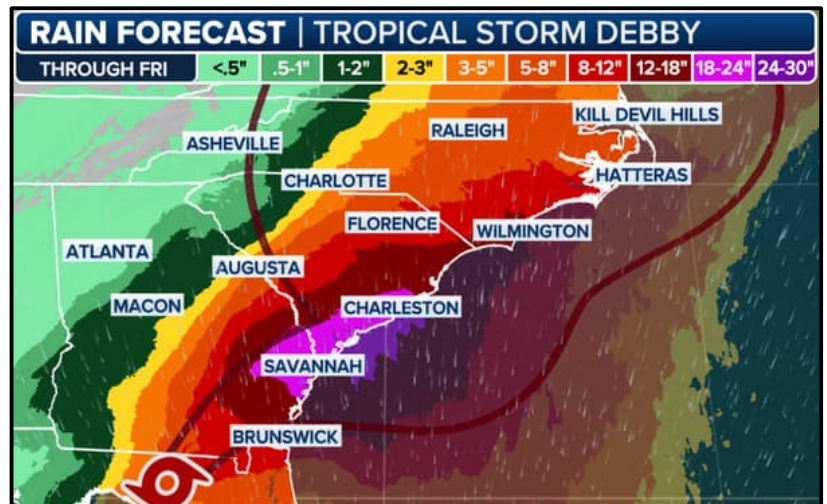 RAIN FORECAST | TROPICAL STORM DEBBY
THROUGH FRI <.5" .5-1" 1-2" 2-3" 3-5" 5-8" 8-12" 12-18" 18-24" 24-30"
KILL DEVIL HILLS
RALEIGH
ASHEVILLE
HATTERAS
CHARLOTTE
FLORENCE
WILMINGTON
ATLANTA
AUGUSTA
MACON
CHARLESTON
SAVANNAH
BRUNSWICK